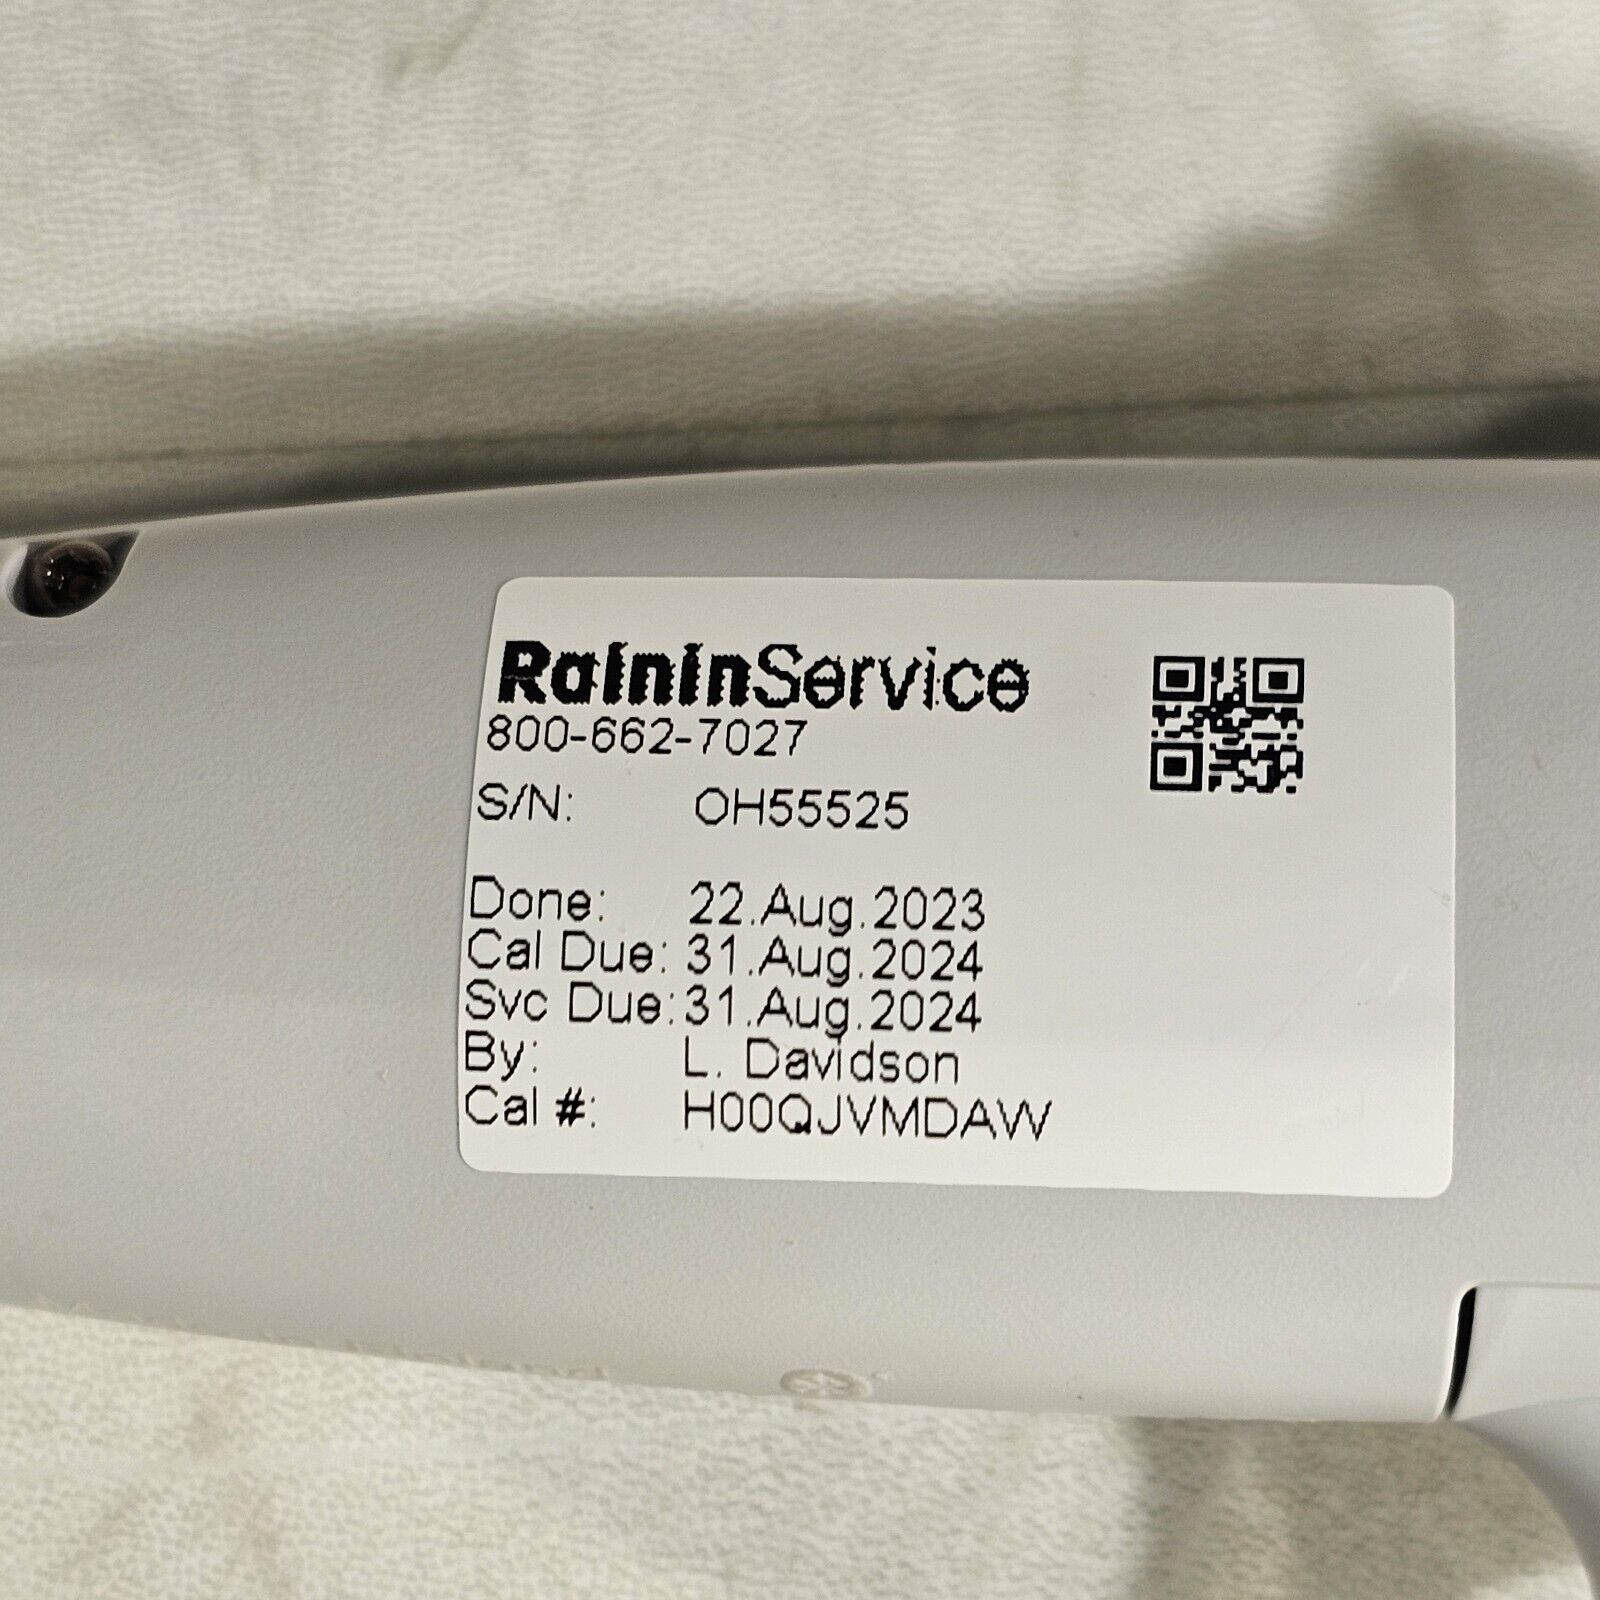 RaininService
800-662-7027
S/N: OH55525
Done: 22.Aug.2023
Cal Due: 31.Aug.2024
Svc Due: 31.Aug.2024
By: L. Davidson
Cal #: H00QJVMDAW